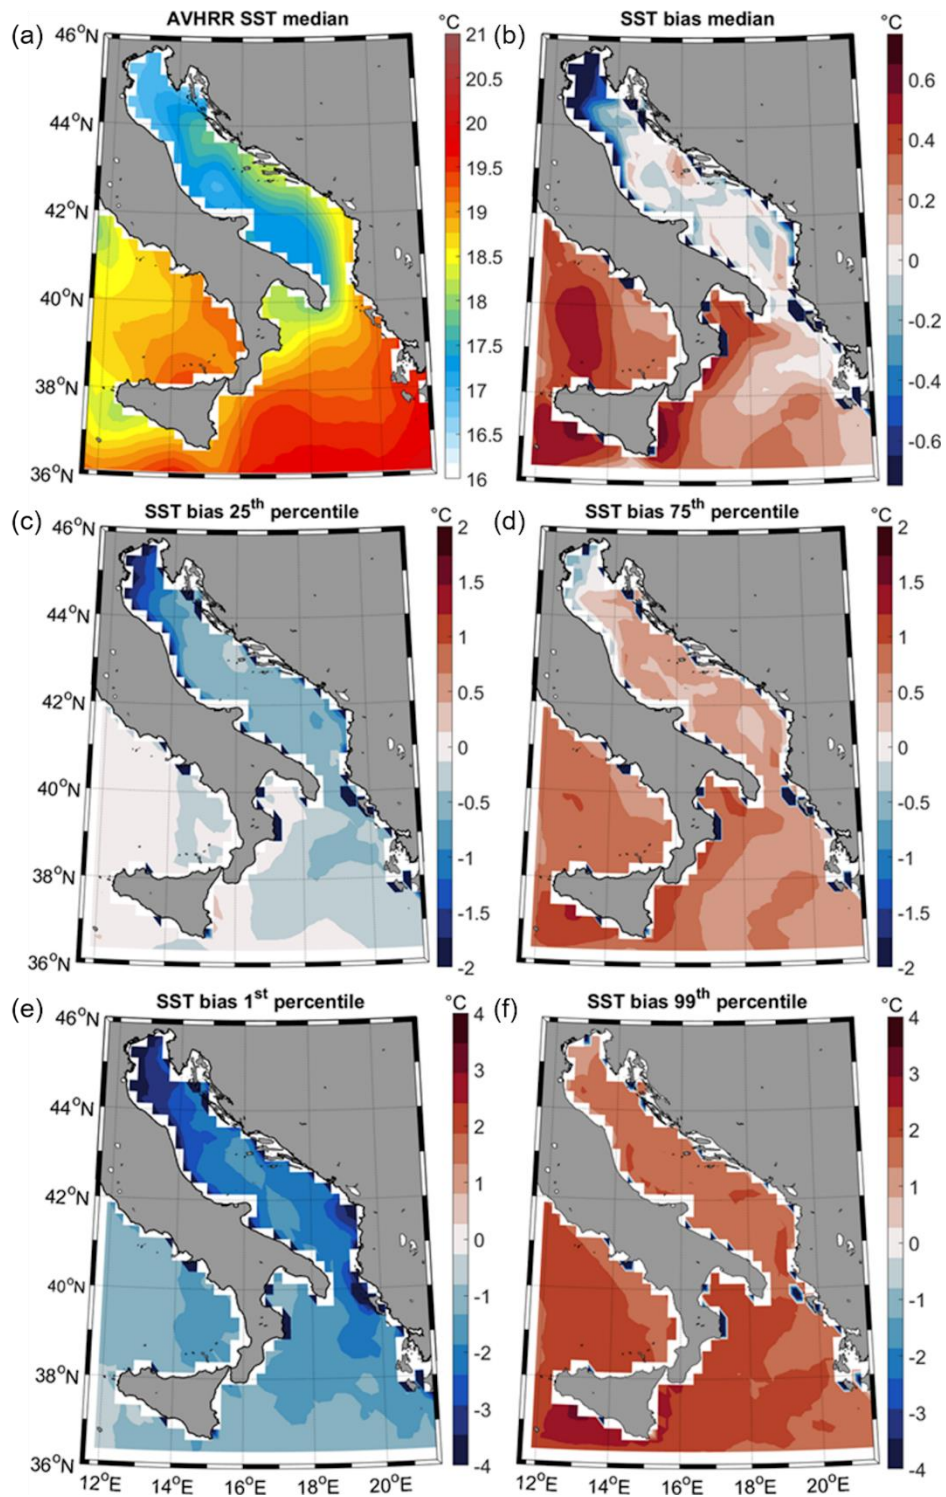 (a) AVHRR SST median °C
46°N
44°N
42°N
40°N
38°N
36°N
21
20.5
20
19.5
19
18.5
18
17.5
17
16.5
16
(b) SST bias median °C
0.6
0.4
0.2
0
-0.2
-0.4
-0.6
(c) SST bias 25th percentile °C
46°N
44°N
42°N
40°N
38°N
36°N
2
1.5
1
0.5
0
-0.5
-1
-1.5
-2
(d) SST bias 75th percentile °C
2
1.5
1
0.5
0
-0.5
-1
-1.5
-2
(e) SST bias 1st percentile °C
46°N
44°N
42°N
40°N
38°N
36°N
12°E 14°E 16°E 18°E 20°E
4
3
2
1
0
-1
-2
-3
-4
(f) SST bias 99th percentile °C
12°E 14°E 16°E 18°E 20°E
4
3
2
1
0
-1
-2
-3
-4